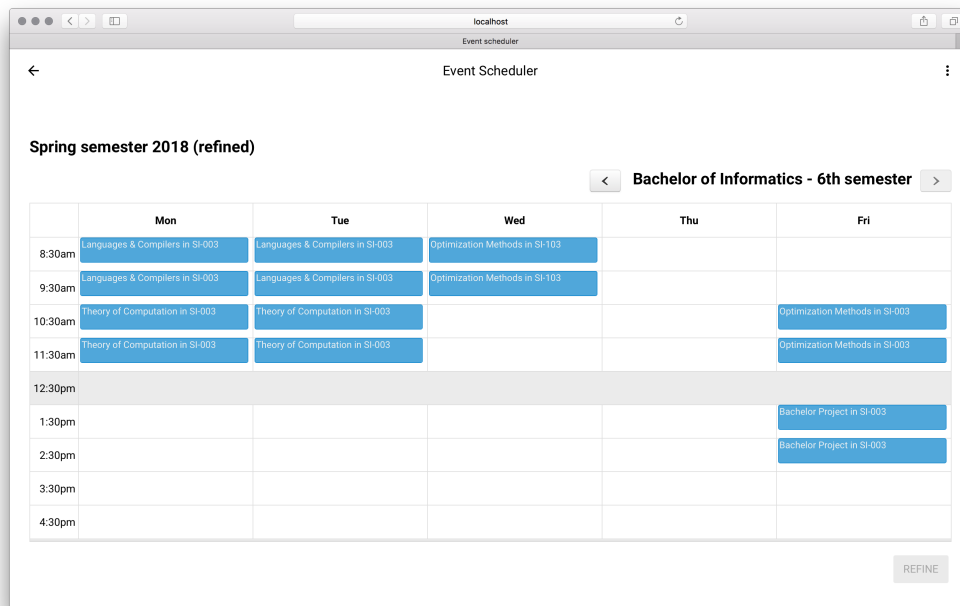 localhost
Event scheduler
Event Scheduler
Spring semester 2018 (refined)
Bachelor of Informatics - 6th semester
Mon Tue Wed Thu Fri
8:30am Languages & Compilers in SI-003 Languages & Compilers in SI-003 Optimization Methods in SI-103
9:30am Languages & Compilers in SI-003 Languages & Compilers in SI-003 Optimization Methods in SI-103
10:30am Theory of Computation in SI-003 Theory of Computation in SI-003 Optimization Methods in SI-003
11:30am Theory of Computation in SI-003 Theory of Computation in SI-003 Optimization Methods in SI-003
12:30pm
1:30pm Bachelor Project in SI-003
2:30pm Bachelor Project in SI-003
3:30pm
4:30pm
REFINE